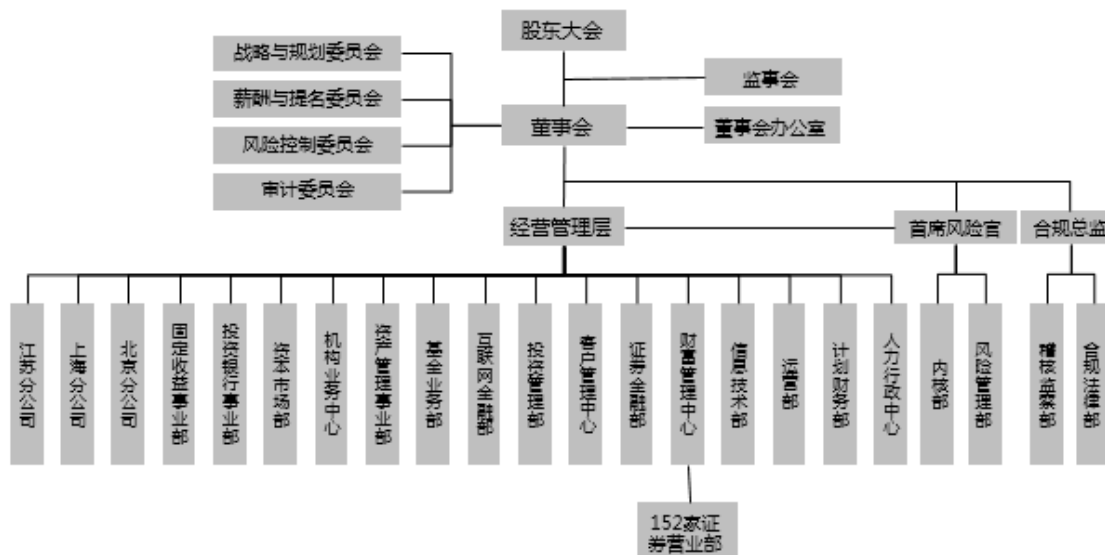 股东大会
战略与规划委员会
监事会
薪酬与提名委员会
董事会
董事会办公室
风险控制委员会
审计委员会
经营管理层
首席风险官
合规总监
江苏分公司
上海分公司
北京分公司
固定收益事业部
投资银行事业部
资本市场部
机构业务中心
资产管理事业部
基金业务部
互联网金融部
投资管理部
客户管理中心
证券金融部
财富管理中心
信息技术部
运营部
计划财务部
人力行政中心
内核部
风险管理部
稽核监察部
合规法律部
152家证
券营业部